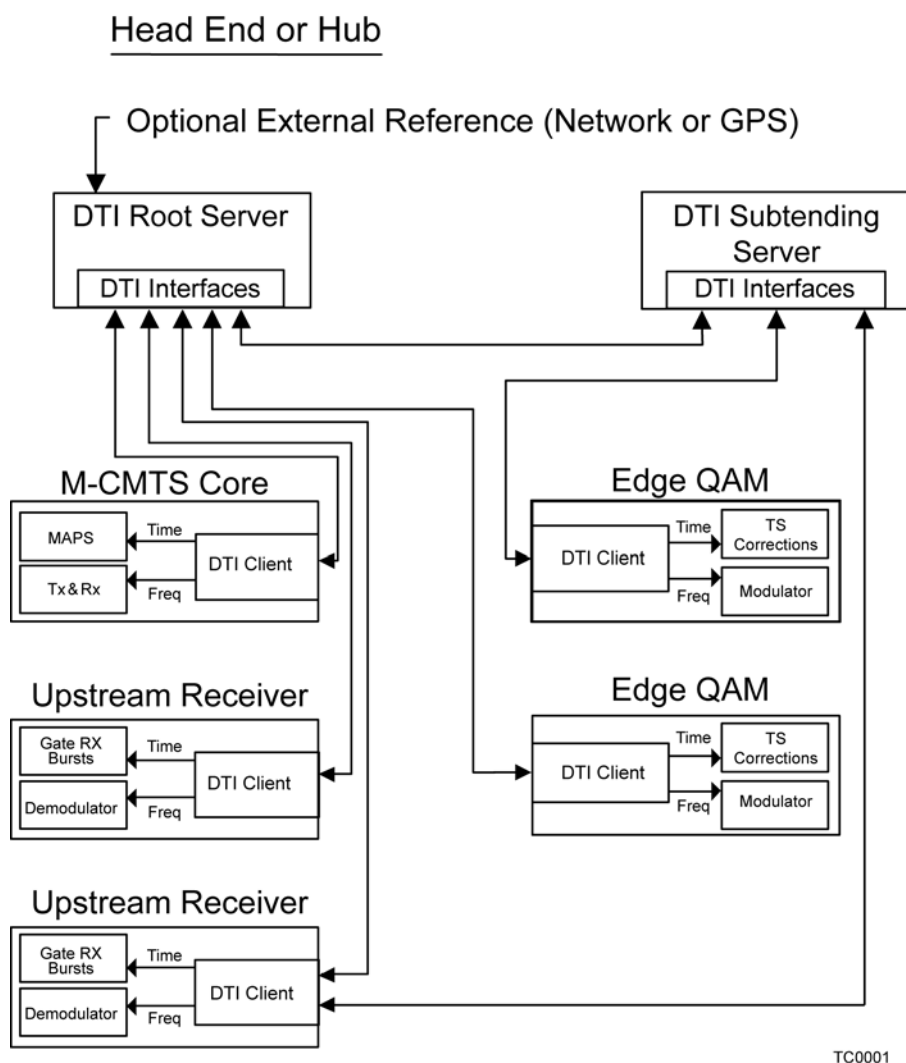 Head End or Hub
Optional External Reference (Network or GPS)
DTI Root Server
DTI Interfaces
DTI Subtending
Server
DTI Interfaces
M-CMTS Core
MAPS
Time
DTI Client
Tx & Rx
Freq
Edge QAM
DTI Client
Time
TS
Corrections
Freq
Modulator
Upstream Receiver
Gate RX
Bursts
Time
DTI Client
Demodulator
Freq
Edge QAM
DTI Client
Time
TS
Corrections
Freq
Modulator
Upstream Receiver
Gate RX
Bursts
Time
DTI Client
Demodulator
Freq
TC0001